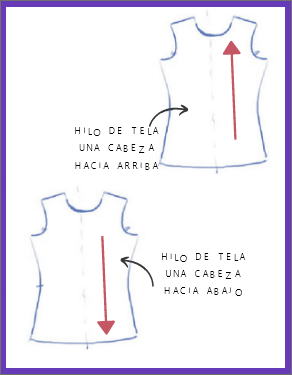 HILO DE TELA
UNA CABEZA
HACIA ARRIBA
HILO DE TELA
UNA CABEZA
HACIA ABAJO